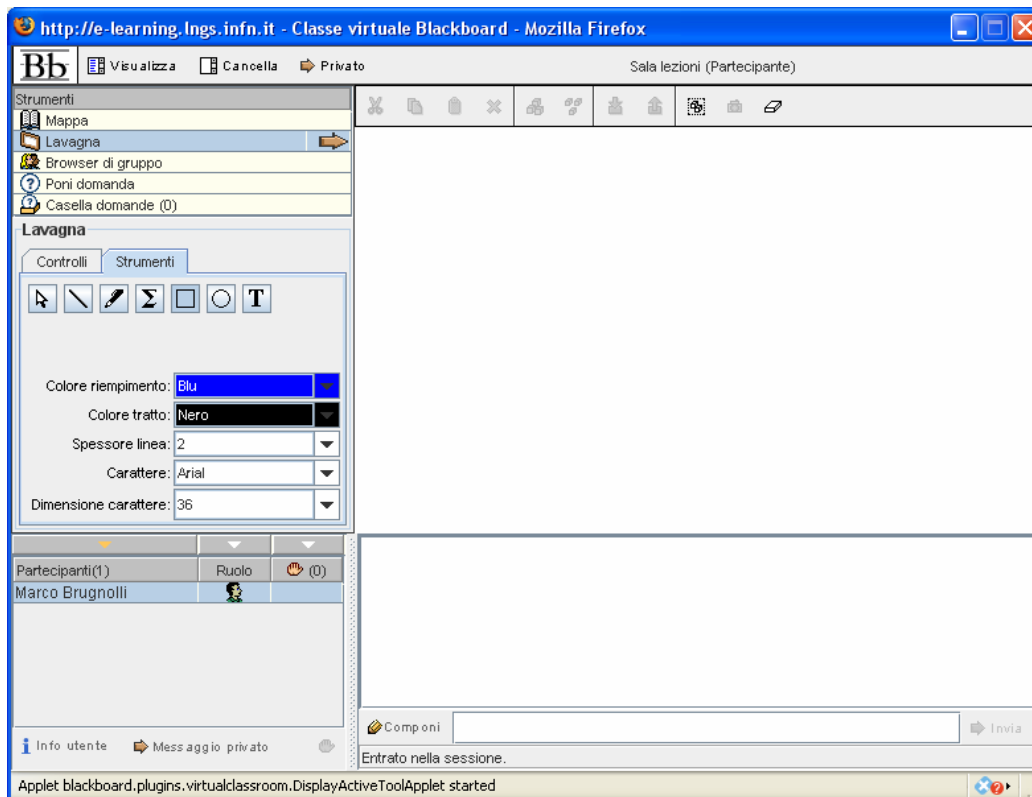 http://e-learning.lngs.infn.it - Classe virtuale Blackboard - Mozilla Firefox
Bb Visualizza Cancella Privato Sala lezioni (Partecipante)
Strumenti
Mappa
Lavagna
Browser di gruppo
Poni domanda
Casella domande (0)
Lavagna
Controlli Strumenti
Σ T
Colore riempimento: Blu
Colore tratto: Nero
Spessore linea: 2
Carattere: Arial
Dimensione carattere: 36
Partecipanti(1) Ruolo (0)
Marco Brugnolli
Info utente Messaggio privato
Componi Invia
Entrato nella sessione.
Applet blackboard.plugins.virtualclassroom.DisplayActiveToolApplet started